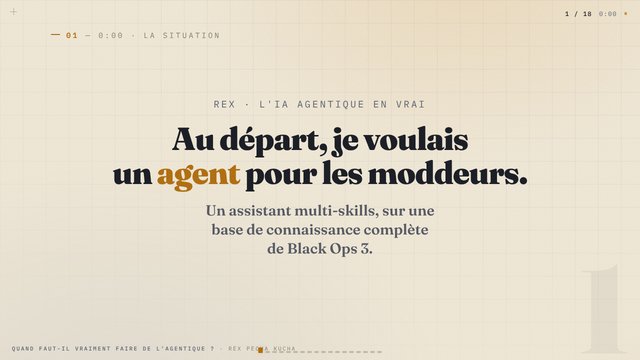 1 / 18 0:00
01 — 0:00 · LA SITUATION
REX · L'IA AGENTIQUE EN VRAI
Au départ, je voulais
un agent pour les moddeurs.
Un assistant multi-skills, sur une
base de connaissance complète
de Black Ops 3.
1
QUAND FAUT-IL VRAIMENT FAIRE DE L'AGENTIQUE ? · REX PECHA KUCHA